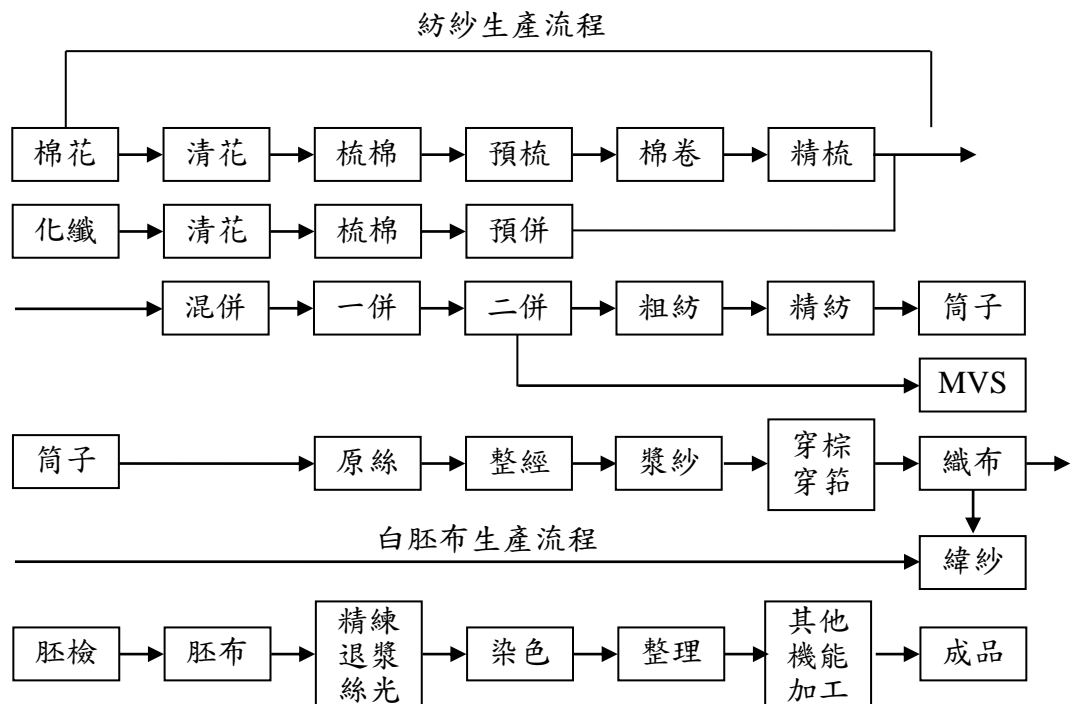 紡紗生產流程
棉花 清花 梳棉 預梳 棉卷 精梳
化纖 清花 梳棉 預併
混併 一併 二併 粗紡 精紡 筒子
MVS
筒子 原絲 整經 漿紗 穿棕 織布
穿筘
白胚布生產流程
緯紗
胚檢 胚布 精練 染色 整理 其他 成品
退漿 機能
絲光 加工